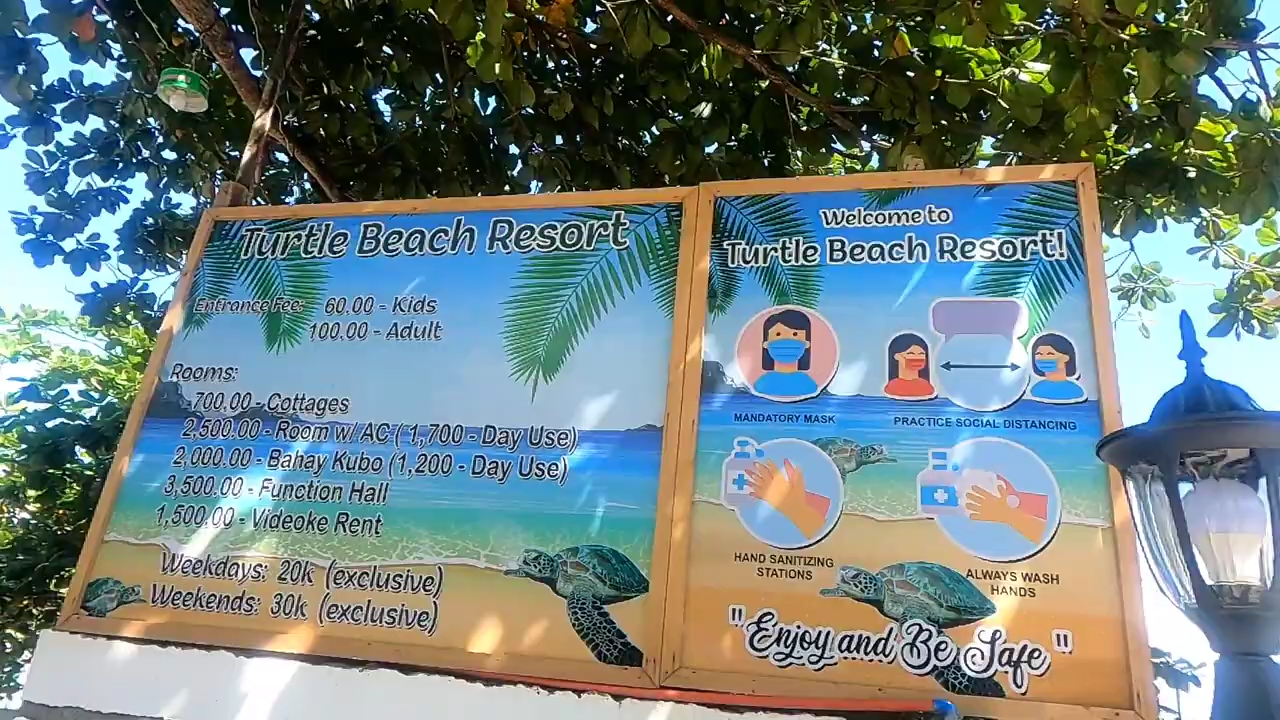 Turtle Beach Resort
Entrance Fee: 60.00 - Kids
100.00 - Adult
Rooms:
700.00 - Cottages
2,500.00 - Room w/ AC ( 1,700 - Day Use)
2,000.00 - Bahay Kubo (1,200 - Day Use)
3,500.00 - Function Hall
1,500.00 - Videoke Rent
Weekdays: 20k (exclusive)
Weekends: 30k (exclusive)
Welcome to
Turtle Beach Resort!
MANDATORY MASK
PRACTICE SOCIAL DISTANCING
HAND SANITIZING
STATIONS
ALWAYS WASH
HANDS
"Enjoy and Be Safe"